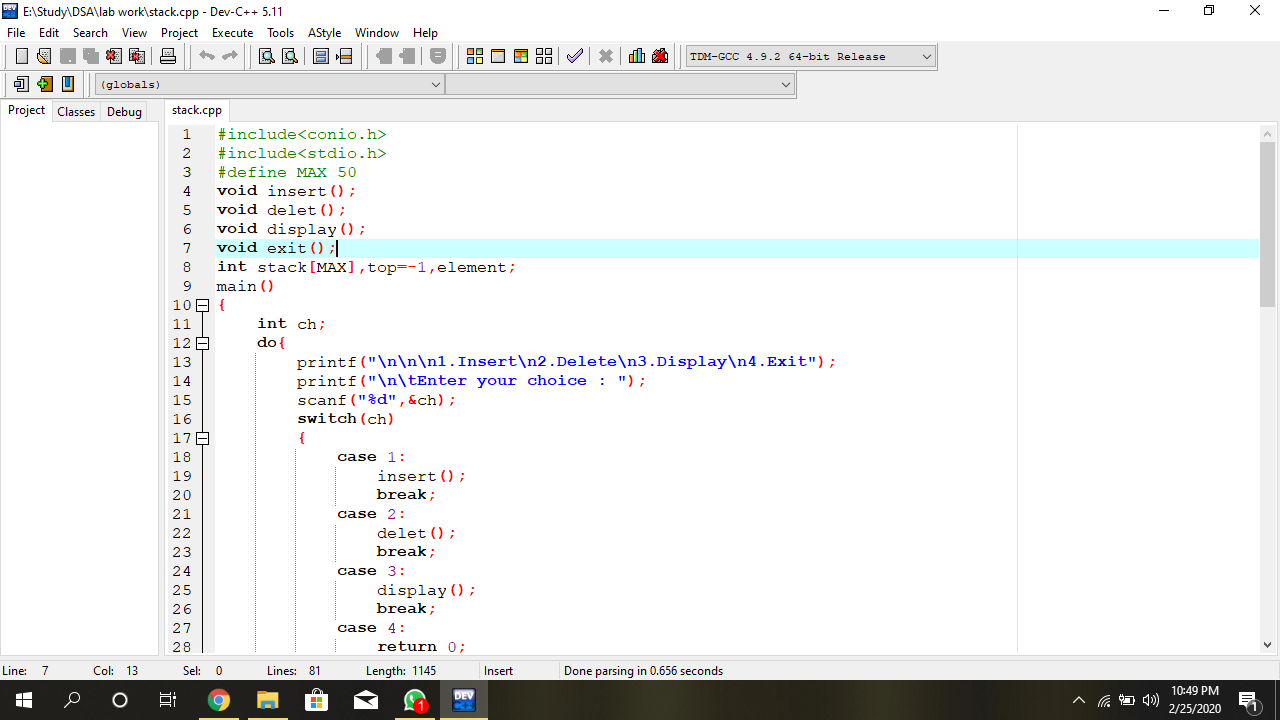 E:\Study\DSA\lab work\stack.cpp - Dev-C++ 5.11
File Edit Search View Project Execute Tools AStyle Window Help
TDM-GCC 4.9.2 64-bit Release
(globals)
Project Classes Debug
stack.cpp
1 #include<conio.h>
2 #include<stdio.h>
3 #define MAX 50
4 void insert();
5 void delet();
6 void display();
7 void exit();
8 int stack[MAX],top=-1,element;
9 main()
10 {
11 int ch;
12 do{
13 printf("\n\n\n1.Insert\n2.Delete\n3.Display\n4.Exit");
14 printf("\n\tEnter your choice : ");
15 scanf("%d",&ch);
16 switch(ch)
17 {
18 case 1:
19 insert();
20 break;
21 case 2:
22 delet();
23 break;
24 case 3:
25 display();
26 break;
27 case 4:
28 return 0;
Line: 7 Col: 13 Sel: 0 Lines: 81 Length: 1145 Insert Done parsing in 0.656 seconds
DEV C++
1
10:49 PM
2/25/2020
1